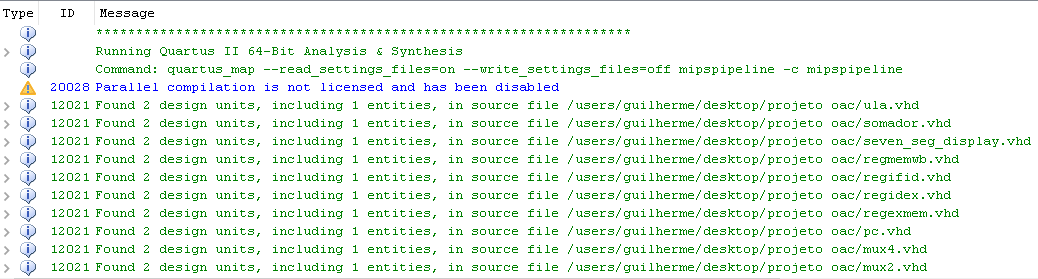 Type ID Message
*******************************************************************
Running Quartus II 64-Bit Analysis & Synthesis
Command: quartus_map --read_settings_files=on --write_settings_files=off mipspipeline -c mipspipeline
20028 Parallel compilation is not licensed and has been disabled
12021 Found 2 design units, including 1 entities, in source file /users/guilherme/desktop/projeto oac/ula.vhd
12021 Found 2 design units, including 1 entities, in source file /users/guilherme/desktop/projeto oac/somador.vhd
12021 Found 2 design units, including 1 entities, in source file /users/guilherme/desktop/projeto oac/seven_seg_display.vhd
12021 Found 2 design units, including 1 entities, in source file /users/guilherme/desktop/projeto oac/regmemwb.vhd
12021 Found 2 design units, including 1 entities, in source file /users/guilherme/desktop/projeto oac/regifid.vhd
12021 Found 2 design units, including 1 entities, in source file /users/guilherme/desktop/projeto oac/regidex.vhd
12021 Found 2 design units, including 1 entities, in source file /users/guilherme/desktop/projeto oac/regexmem.vhd
12021 Found 2 design units, including 1 entities, in source file /users/guilherme/desktop/projeto oac/pc.vhd
12021 Found 2 design units, including 1 entities, in source file /users/guilherme/desktop/projeto oac/mux4.vhd
12021 Found 2 design units, including 1 entities, in source file /users/guilherme/desktop/projeto oac/mux2.vhd